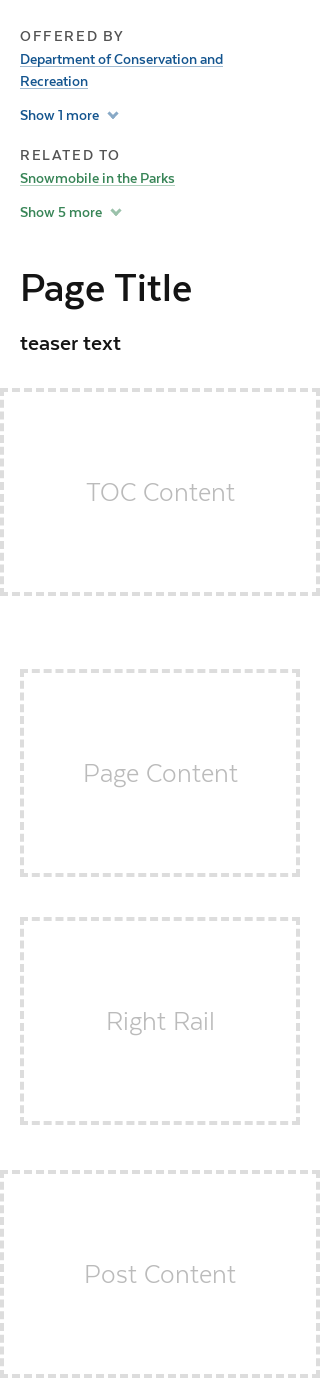 OFFERED BY
Department of Conservation and
Recreation
Show 1 more
RELATED TO
Snowmobile in the Parks
Show 5 more
Page Title
teaser text
TOC Content
Page Content
Right Rail
Post Content